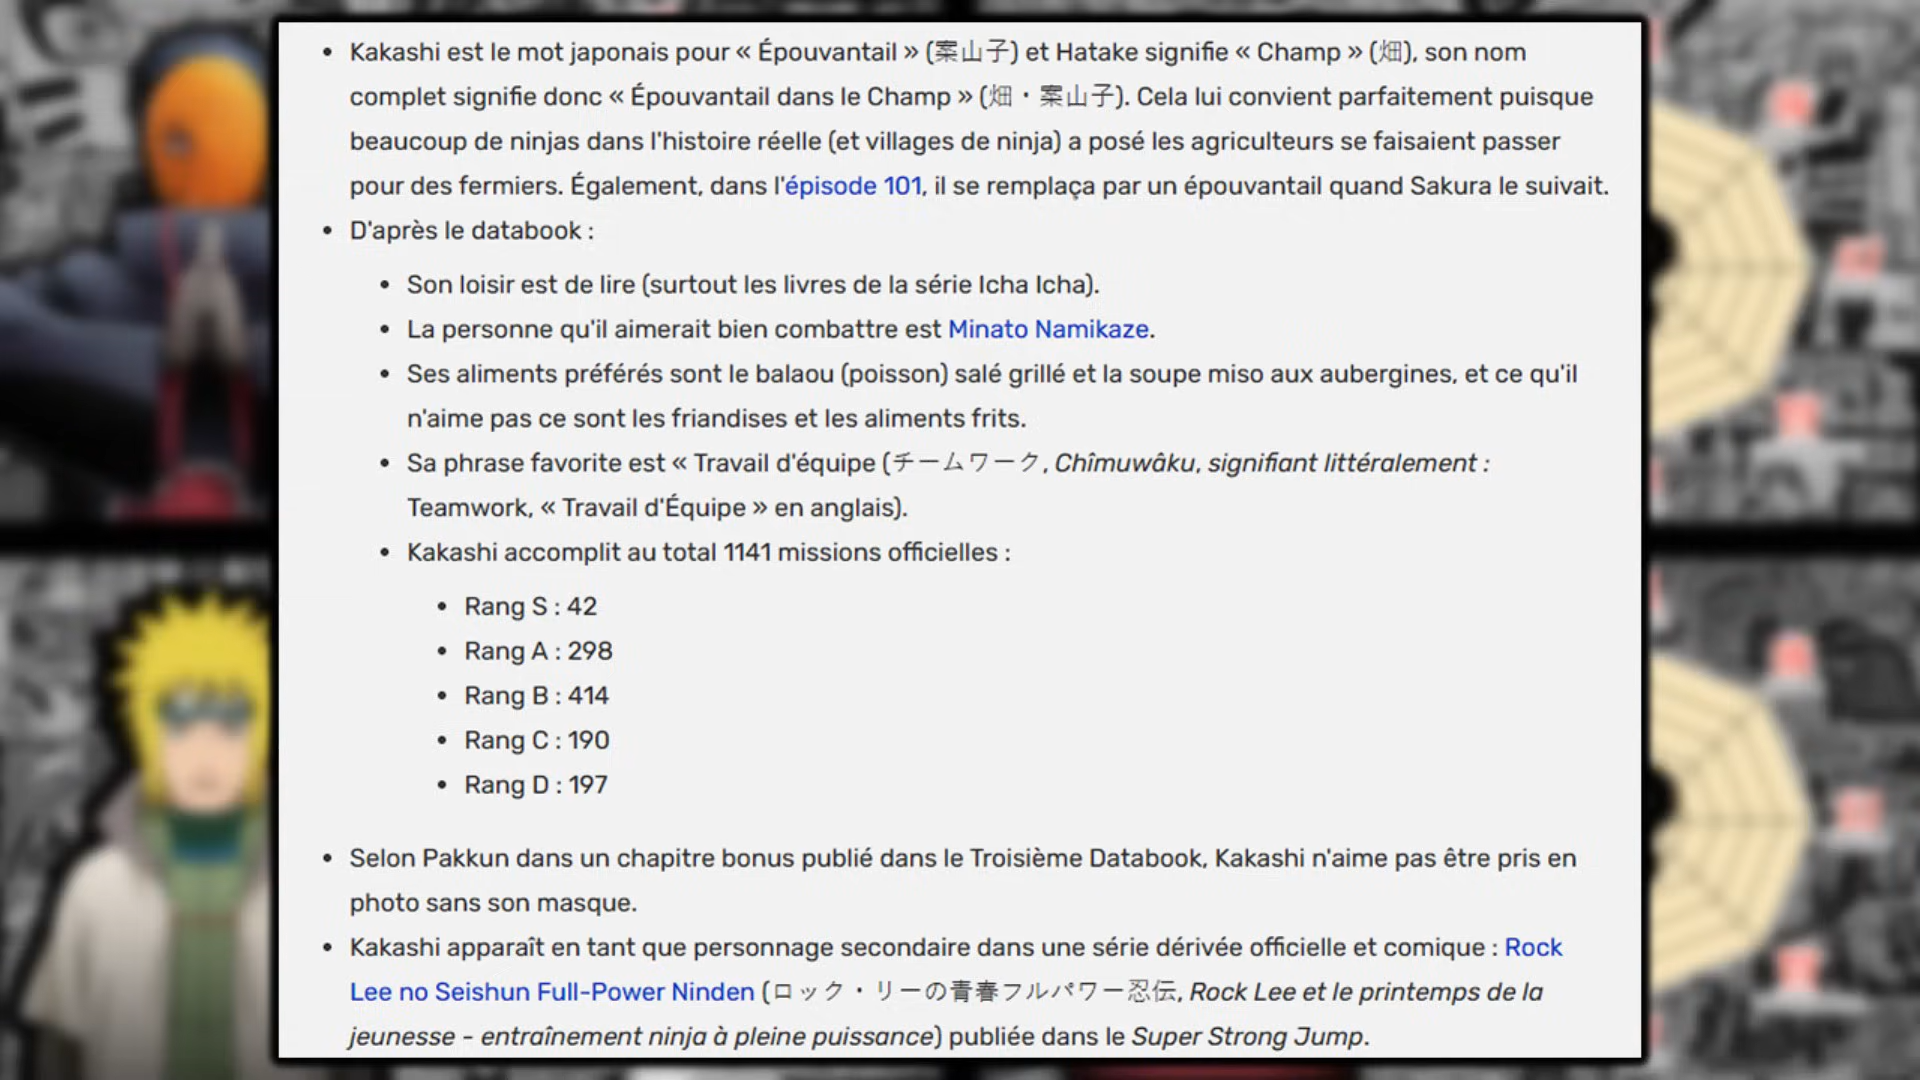 Kakashi est le mot japonais pour « Épouvantail » (案山子) et Hatake signifie « Champ » (畑), son nom
complet signifie donc « Épouvantail dans le Champ » (畑・案山子). Cela lui convient parfaitement puisque
beaucoup de ninjas dans l'histoire réelle (et villages de ninja) a posé les agriculteurs se faisaient passer
pour des fermiers. Également, dans l'épisode 101, il se remplaça par un épouvantail quand Sakura le suivait.
D'après le databook :
Son loisir est de lire (surtout les livres de la série Icha Icha).
La personne qu'il aimerait bien combattre est Minato Namikaze.
Ses aliments préférés sont le balaou (poisson) salé grillé et la soupe miso aux aubergines, et ce qu'il
n'aime pas ce sont les friandises et les aliments frits.
Sa phrase favorite est « Travail d'équipe (チームワーク, Chîmuwâku, signifiant littéralement :
Teamwork, « Travail d'Équipe » en anglais).
Kakashi accomplit au total 1141 missions officielles :
Rang S : 42
Rang A : 298
Rang B : 414
Rang C : 190
Rang D : 197
Selon Pakkun dans un chapitre bonus publié dans le Troisième Databook, Kakashi n'aime pas être pris en
photo sans son masque.
Kakashi apparaît en tant que personnage secondaire dans une série dérivée officielle et comique : Rock
Lee no Seishun Full-Power Ninden (ロック・リーの青春フルパワー忍伝, Rock Lee et le printemps de la
jeunesse - entraînement ninja à pleine puissance) publiée dans le Super Strong Jump.